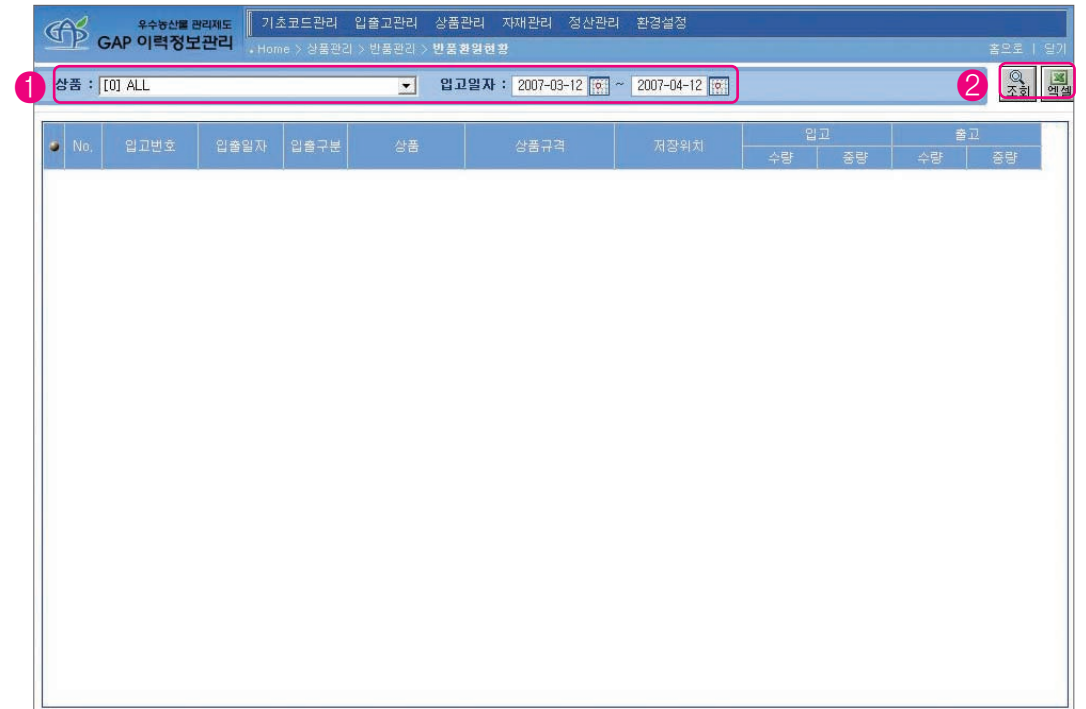 우수농산물 관리제도
GAP 이력정보관리
기초코드관리 입출고관리 상품관리 자재관리 정산관리 환경설정
Home > 상품관리 > 반품관리 > 반품환원현황
홈으로 | 닫기
1 상품 : [0] ALL 입고일자 : 2007-03-12 ~ 2007-04-12 2 조회 엑셀
No. 입고번호 입출일자 입출구분 상품 상품규격 저장위치 입고 출고
수량 중량 수량 중량